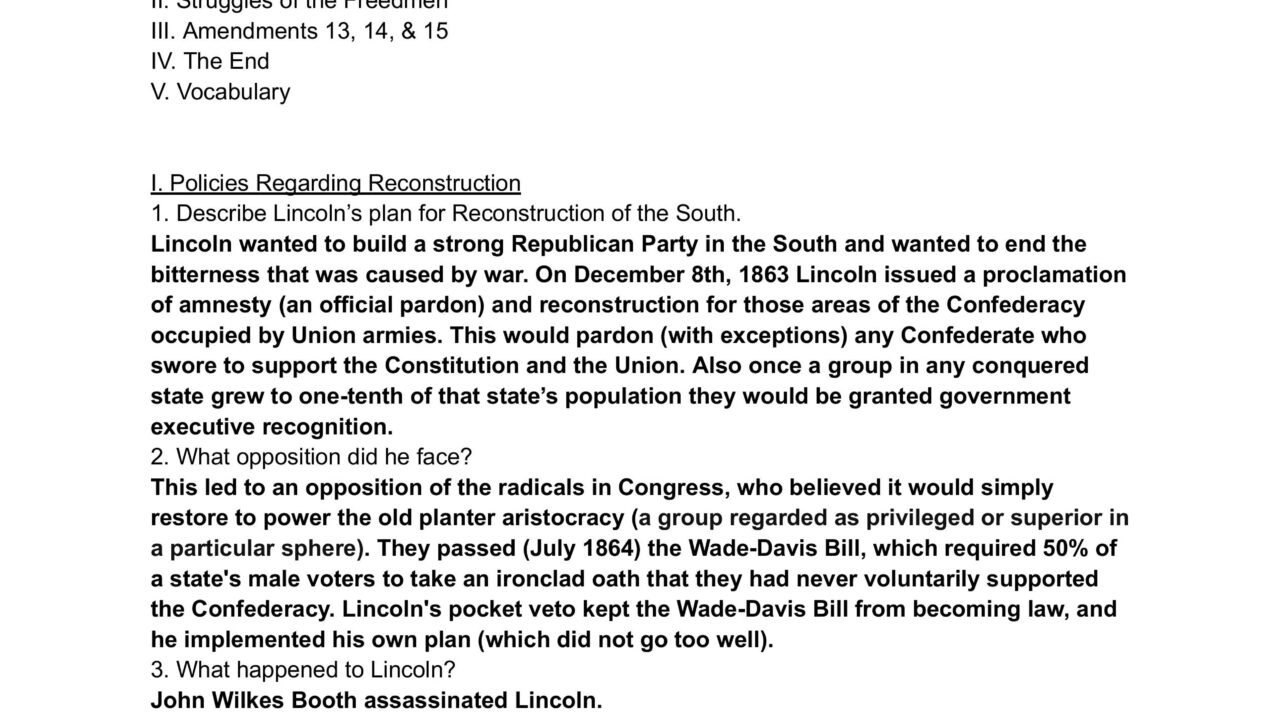 II. Struggles of the Freedmen
III. Amendments 13, 14, & 15
IV. The End
V. Vocabulary
I. Policies Regarding Reconstruction
1. Describe Lincoln’s plan for Reconstruction of the South.
Lincoln wanted to build a strong Republican Party in the South and wanted to end the
bitterness that was caused by war. On December 8th, 1863 Lincoln issued a proclamation
of amnesty (an official pardon) and reconstruction for those areas of the Confederacy
occupied by Union armies. This would pardon (with exceptions) any Confederate who
swore to support the Constitution and the Union. Also once a group in any conquered
state grew to one-tenth of that state’s population they would be granted government
executive recognition.
2. What opposition did he face?
This led to an opposition of the radicals in Congress, who believed it would simply
restore to power the old planter aristocracy (a group regarded as privileged or superior in
a particular sphere). They passed (July 1864) the Wade-Davis Bill, which required 50% of
a state's male voters to take an ironclad oath that they had never voluntarily supported
the Confederacy. Lincoln's pocket veto kept the Wade-Davis Bill from becoming law, and
he implemented his own plan (which did not go too well).
3. What happened to Lincoln?
John Wilkes Booth assassinated Lincoln.